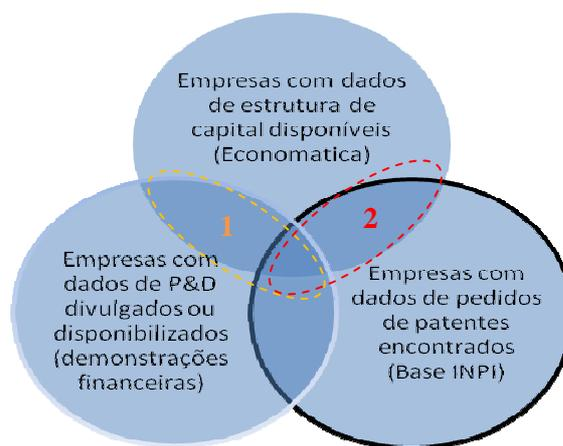 Empresas com dados
de estrutura de
capital disponíveis
(Economatica)
1
2
Empresas com
dados de P&D
divulgados ou
disponibilizados
(demonstrações
financeiras)
Empresas com
dados de pedidos
de patentes
encontrados
(Base INPI)